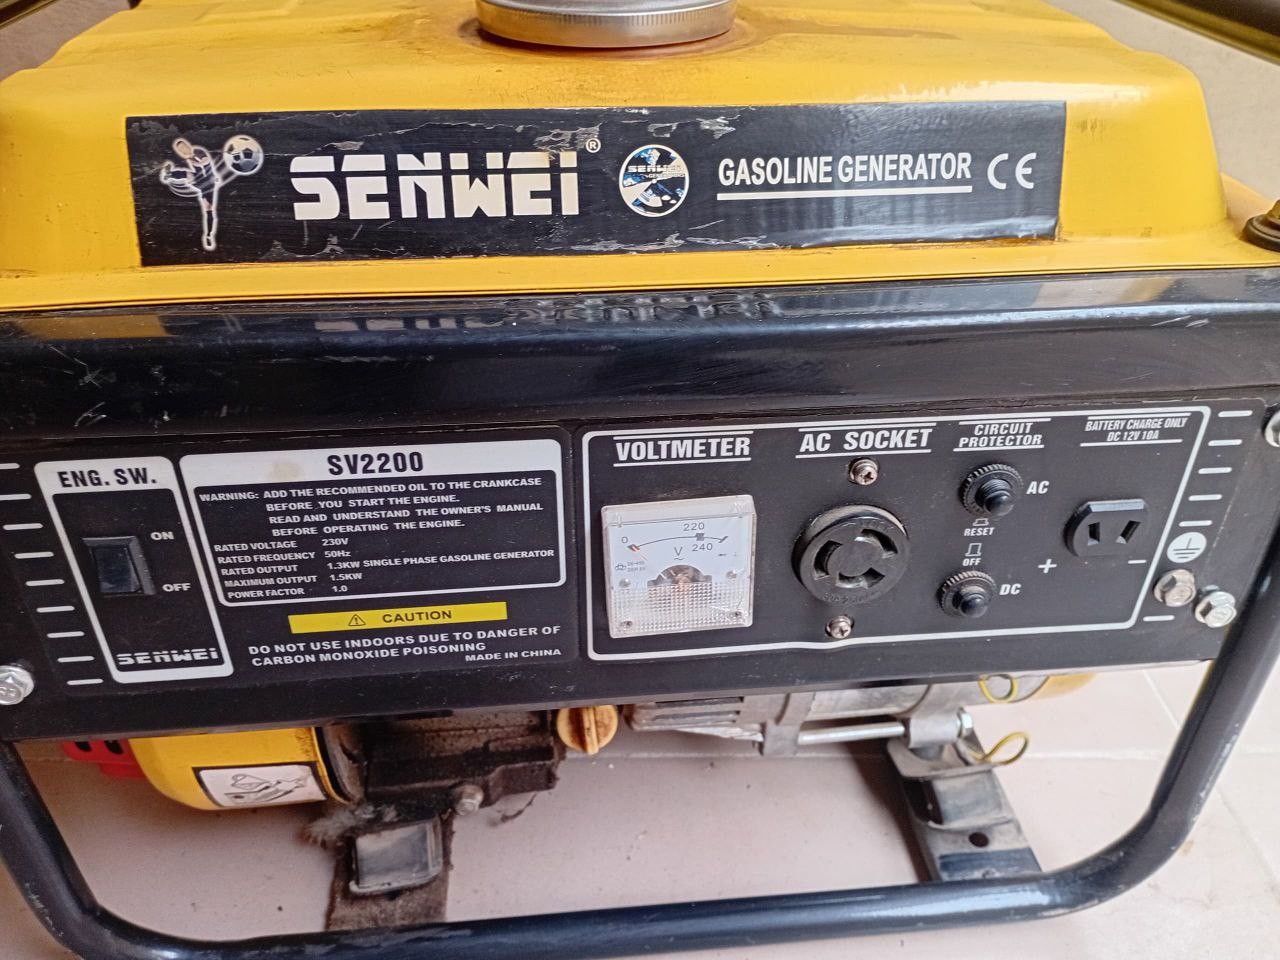 SENWEI®
SENWEI
GASOLINE GENERATOR CE
ENG. SW.
ON
OFF
SENWEI
SV2200
WARNING: ADD THE RECOMMENDED OIL TO THE CRANKCASE
BEFORE YOU START THE ENGINE.
READ AND UNDERSTAND THE OWNER'S MANUAL
BEFORE OPERATING THE ENGINE.
RATED VOLTAGE 230V
RATED FREQUENCY 50Hz
RATED OUTPUT 1.3KW SINGLE PHASE GASOLINE GENERATOR
MAXIMUM OUTPUT 1.5KW
POWER FACTOR 1.0
CAUTION
DO NOT USE INDOORS DUE TO DANGER OF
CARBON MONOXIDE POISONING
MADE IN CHINA
VOLTMETER
0 220 240
V
AC SOCKET
CIRCUIT
PROTECTOR
AC
RESET
OFF
DC
BATTERY CHARGE ONLY
DC 12V 10A
+ −